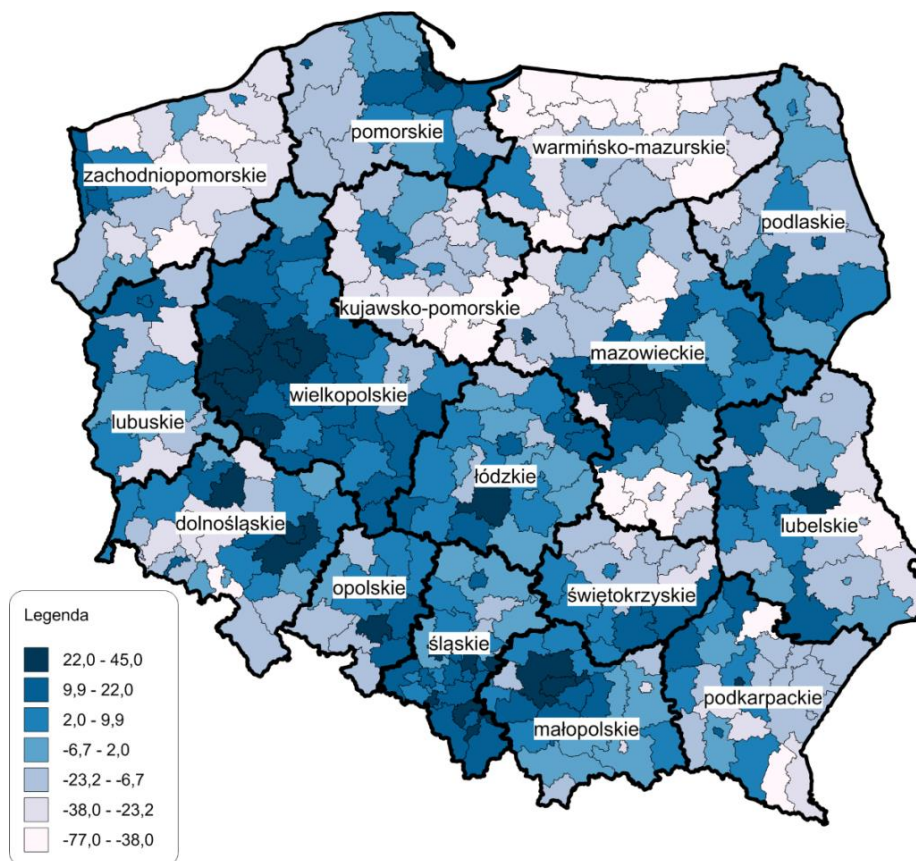 pomorskie
warmińsko-mazurskie
zachodniopomorskie
podlaskie
kujawsko-pomorskie
mazowieckie
wielkopolskie
lubuskie
łódzkie
dolnośląskie
lubelskie
opolskie
świętokrzyskie
śląskie
podkarpackie
małopolskie
Legenda
22,0 - 45,0
9,9 - 22,0
2,0 - 9,9
-6,7 - 2,0
-23,2 - -6,7
-38,0 - -23,2
-77,0 - -38,0